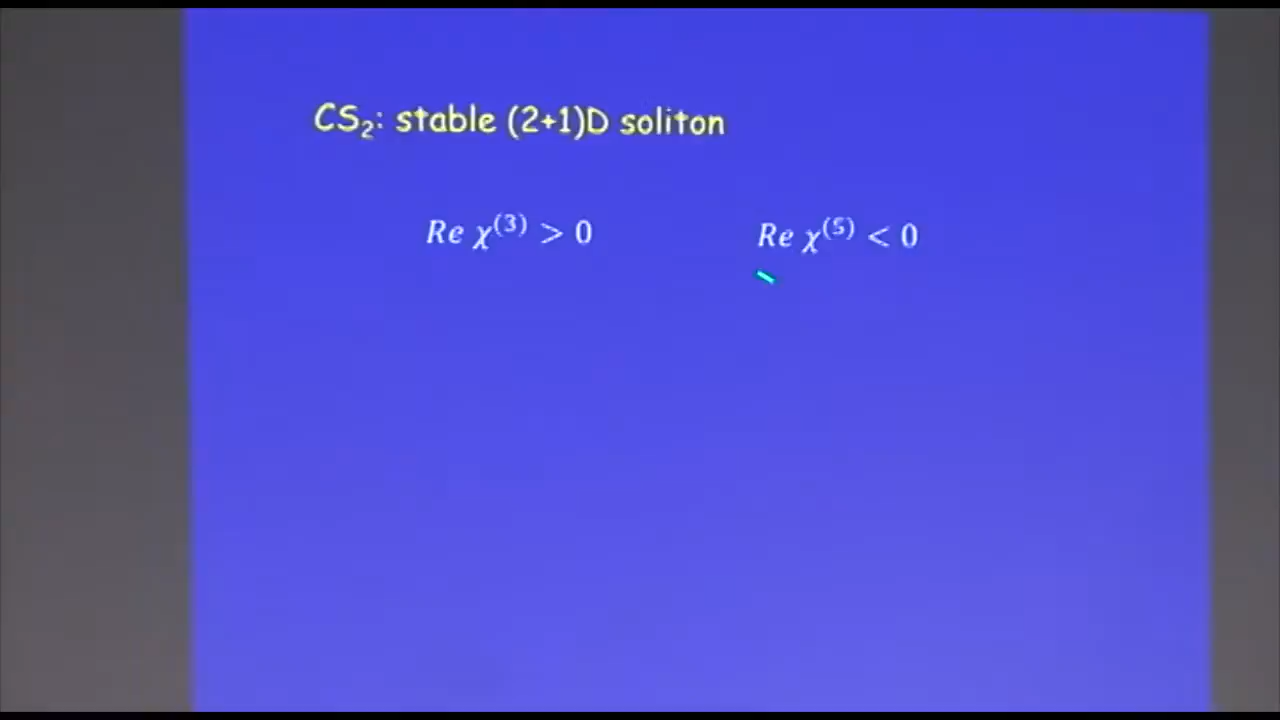 CS₂: stable (2+1)D soliton
Re χ⁽³⁾ > 0
Re χ⁽⁵⁾ < 0